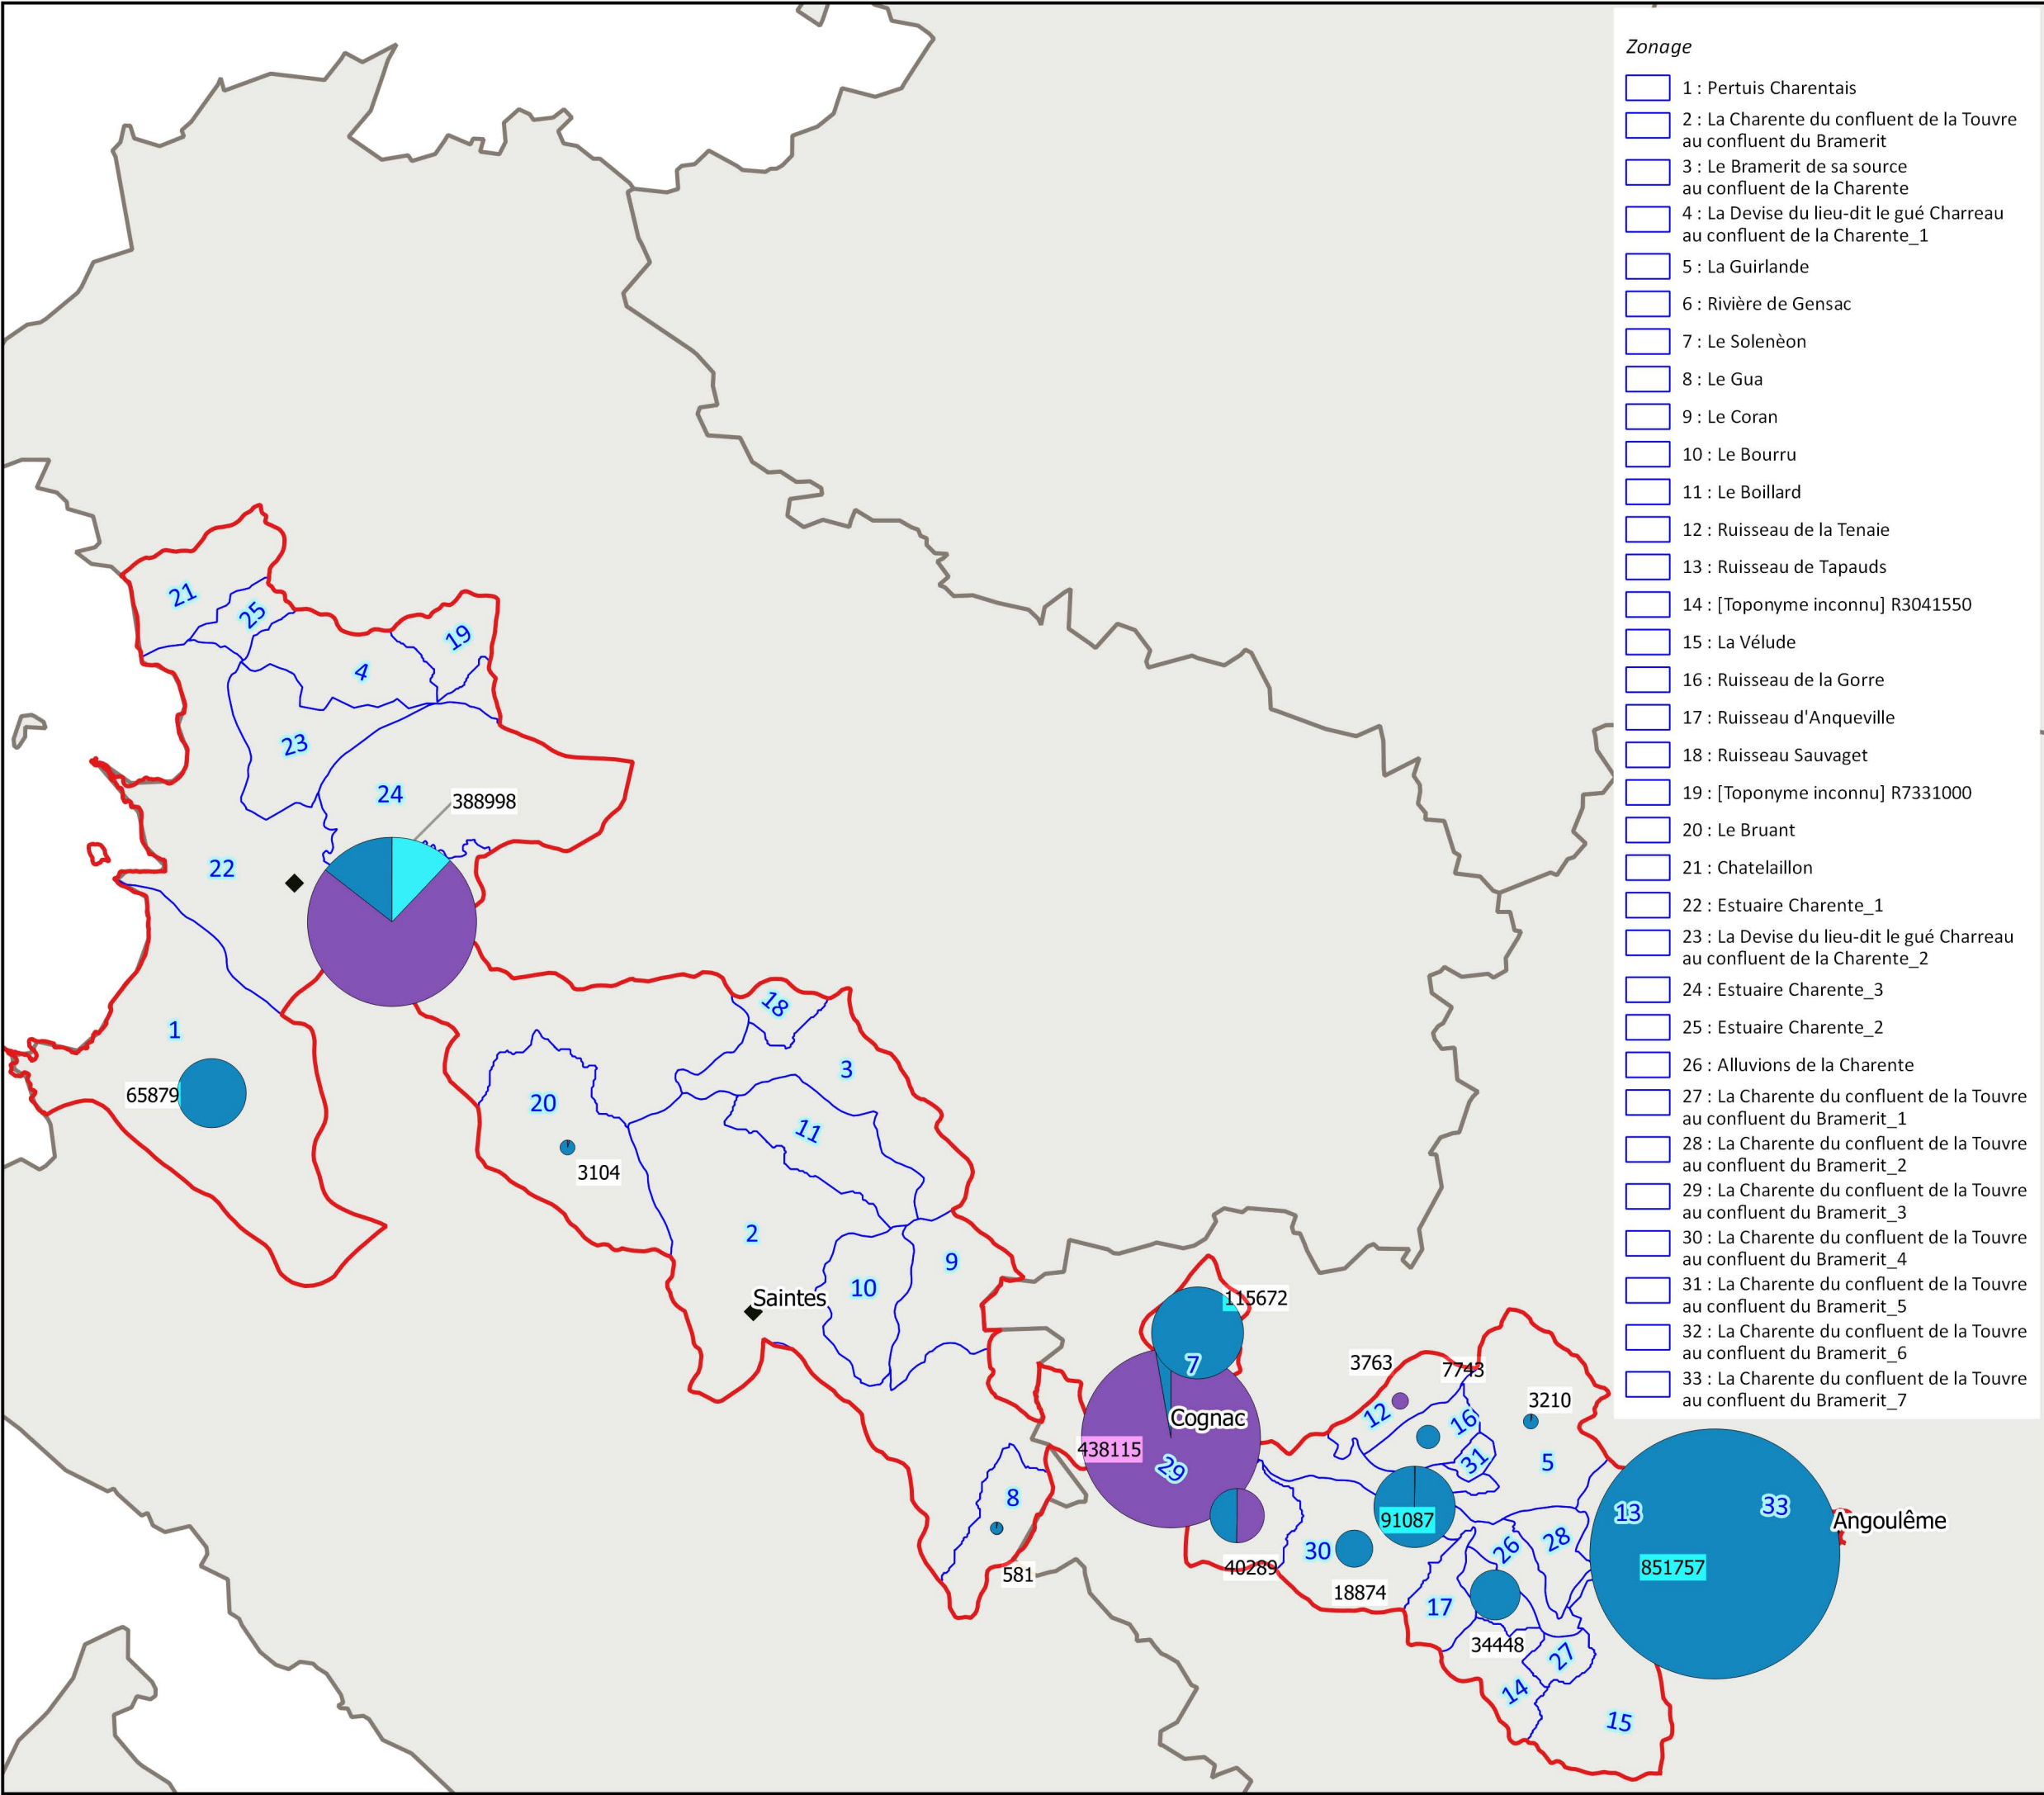 Zonage
1 : Pertuis Charentais
2 : La Charente du confluent de la Touvre
au confluent du Bramerit
3 : Le Bramerit de sa source
au confluent de la Charente
4 : La Devise du lieu-dit le gué Charreau
au confluent de la Charente_1
5 : La Guirlande
6 : Rivière de Gensac
7 : Le Solenèon
8 : Le Gua
9 : Le Coran
10 : Le Bourru
11 : Le Boillard
12 : Ruisseau de la Tenaie
13 : Ruisseau de Tapauds
14 : [Toponyme inconnu] R3041550
15 : La Vélude
16 : Ruisseau de la Gorre
17 : Ruisseau d'Anqueville
18 : Ruisseau Sauvaget
19 : [Toponyme inconnu] R7331000
20 : Le Bruant
21 : Chatelaillon
22 : Estuaire Charente_1
23 : La Devise du lieu-dit le gué Charreau
au confluent de la Charente_2
24 : Estuaire Charente_3
25 : Estuaire Charente_2
26 : Alluvions de la Charente
27 : La Charente du confluent de la Touvre
au confluent du Bramerit_1
28 : La Charente du confluent de la Touvre
au confluent du Bramerit_2
29 : La Charente du confluent de la Touvre
au confluent du Bramerit_3
30 : La Charente du confluent de la Touvre
au confluent du Bramerit_4
31 : La Charente du confluent de la Touvre
au confluent du Bramerit_5
32 : La Charente du confluent de la Touvre
au confluent du Bramerit_6
33 : La Charente du confluent de la Touvre
au confluent du Bramerit_7
21
25
19
4
23
24
388998
22
18
1
3
65879
20
11
3104
2
9
10
Saintes
115672
7
3763
7743
3210
12
16
Cognac
438115
29
31
5
8
13
33
91087
Angoulême
28
26
30
851757
581
40289
18874
17
34448
27
14
15